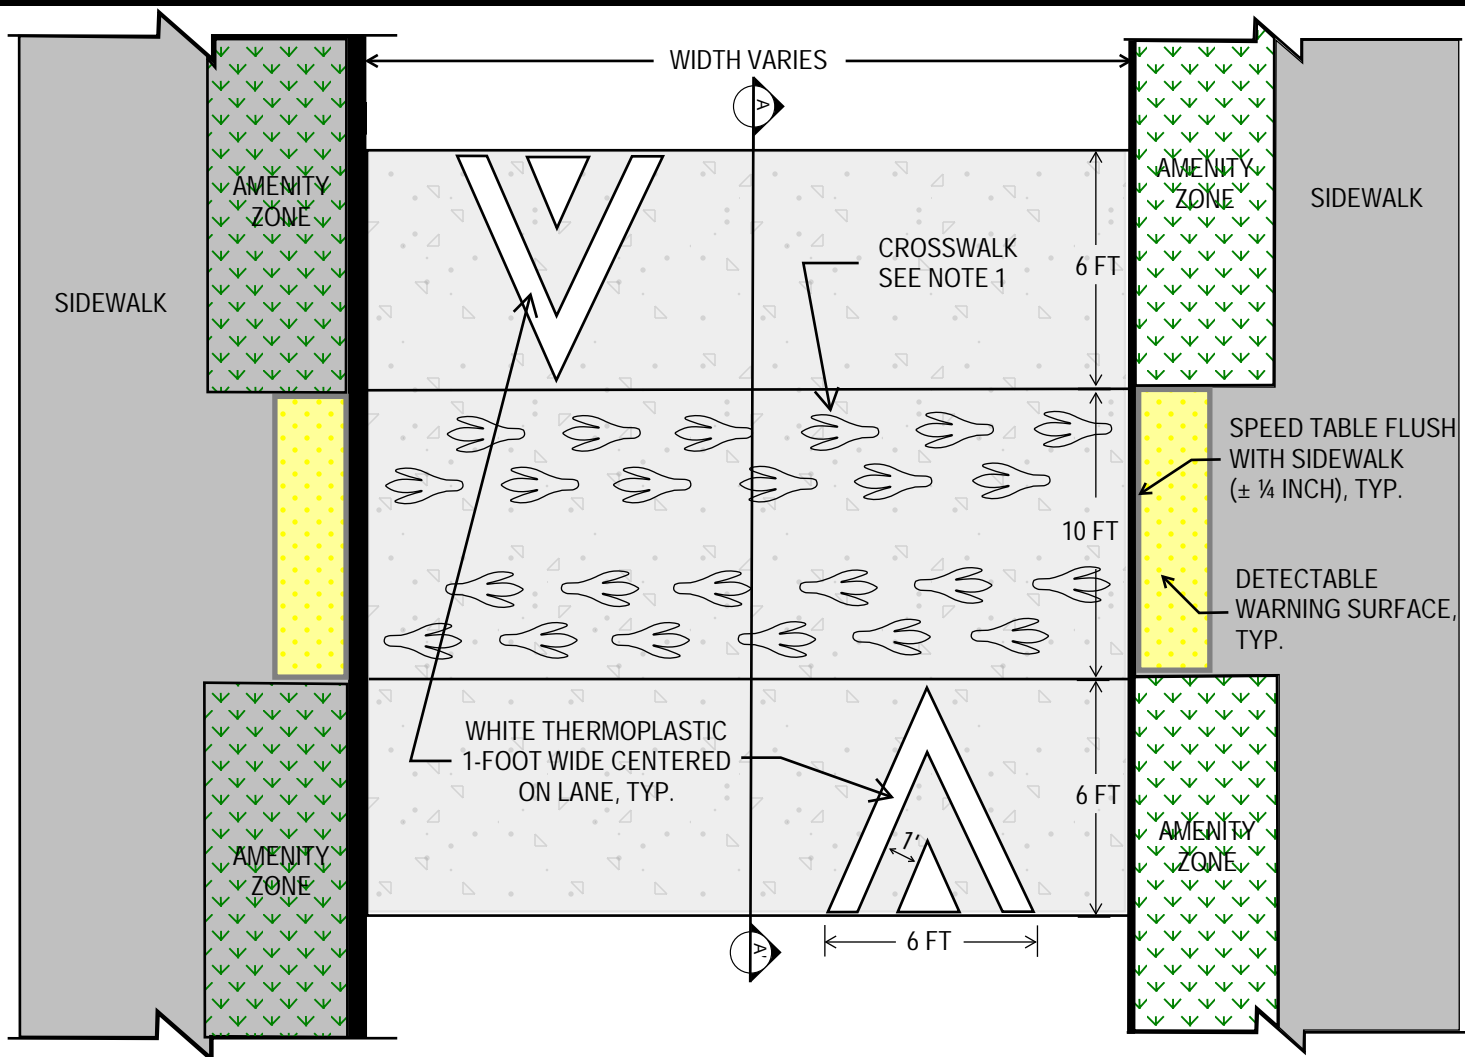 WIDTH VARIES
A
AMENITY
ZONE
SIDEWALK
AMENITY
ZONE
SIDEWALK
CROSSWALK
SEE NOTE 1
6 FT
SPEED TABLE FLUSH
WITH SIDEWALK
(± ¼ INCH), TYP.
10 FT
DETECTABLE
WARNING SURFACE,
TYP.
WHITE THERMOPLASTIC
1-FOOT WIDE CENTERED
ON LANE, TYP.
6 FT
1'
AMENITY
ZONE
AMENITY
ZONE
6 FT
A'